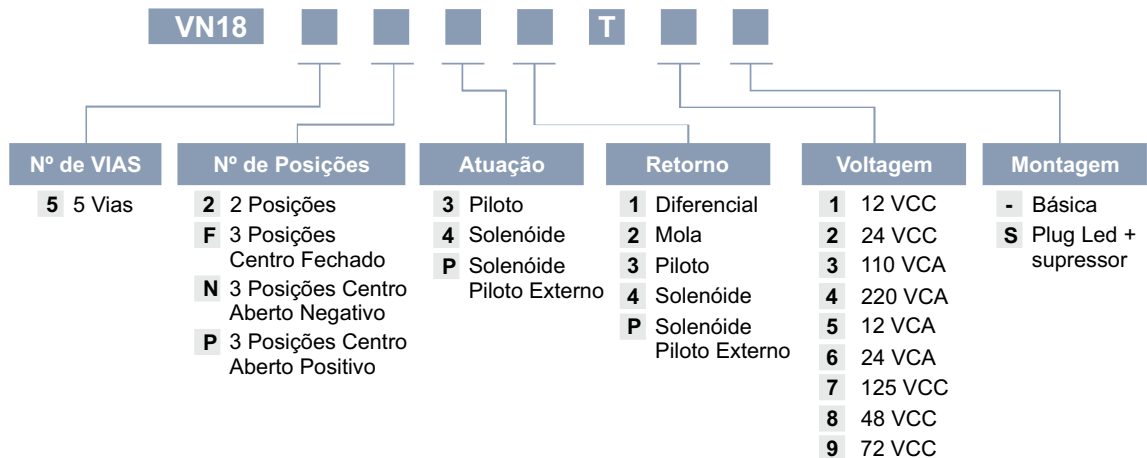 VN18 T
Nº de VIAS
5 5 Vias
Nº de Posições
2 2 Posições
F 3 Posições
Centro Fechado
N 3 Posições Centro
Aberto Negativo
P 3 Posições Centro
Aberto Positivo
Atuação
3 Piloto
4 Solenóide
P Solenóide
Piloto Externo
Retorno
1 Diferencial
2 Mola
3 Piloto
4 Solenóide
P Solenóide
Piloto Externo
Voltagem
1 12 VCC
2 24 VCC
3 110 VCA
4 220 VCA
5 12 VCA
6 24 VCA
7 125 VCC
8 48 VCC
9 72 VCC
Montagem
- Básica
S Plug Led +
supressor